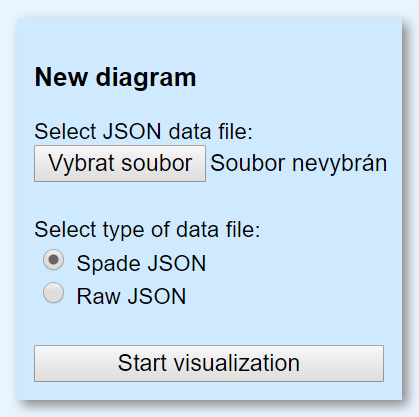 New diagram
Select JSON data file:
Vybrat soubor Soubor nevybrán
Select type of data file:
Spade JSON
Raw JSON
Start visualization